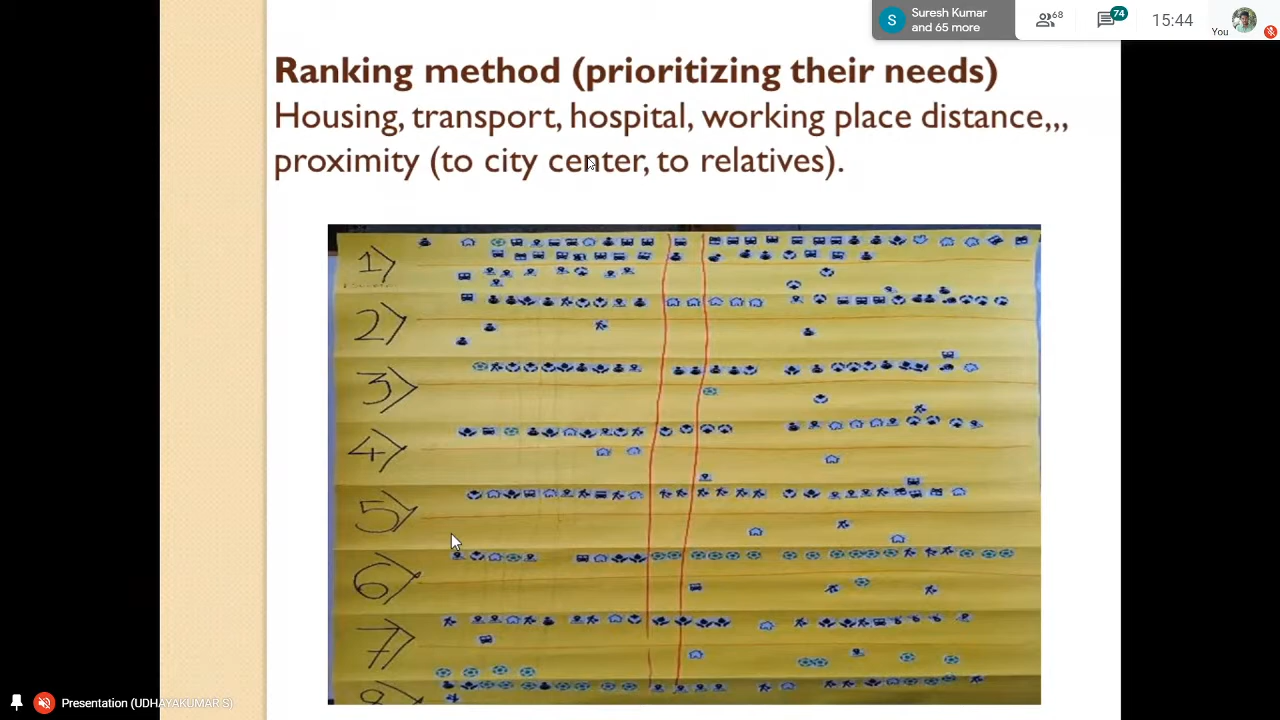 Suresh Kumar
and 65 more
68
74
15:44
You
S
Ranking method (prioritizing their needs)
Housing, transport, hospital, working place distance,,,
proximity (to city center, to relatives).
1)
2)
3)
4)
5)
6)
7)
8)
Presentation (UDHAYAKUMAR S)